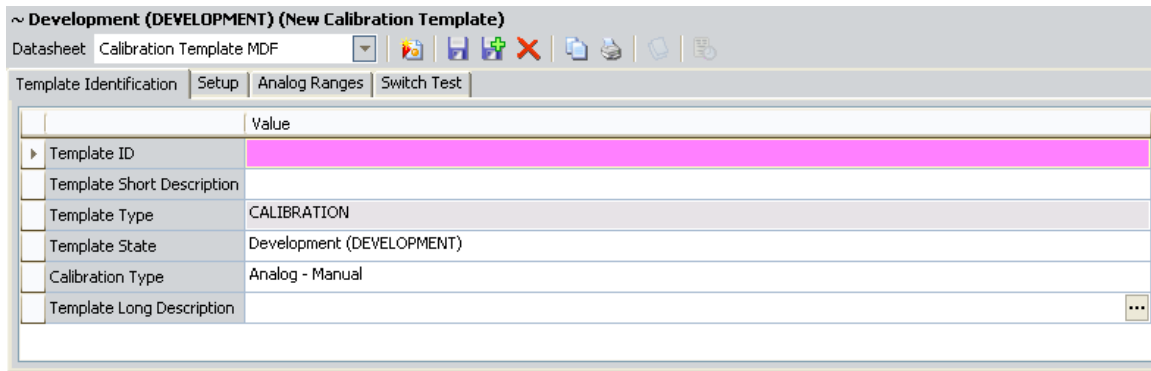 ~ Development (DEVELOPMENT) (New Calibration Template)
Datasheet Calibration Template MDF
Template Identification Setup Analog Ranges Switch Test
Value
Template ID
Template Short Description
Template Type CALIBRATION
Template State Development (DEVELOPMENT)
Calibration Type Analog - Manual
Template Long Description ...